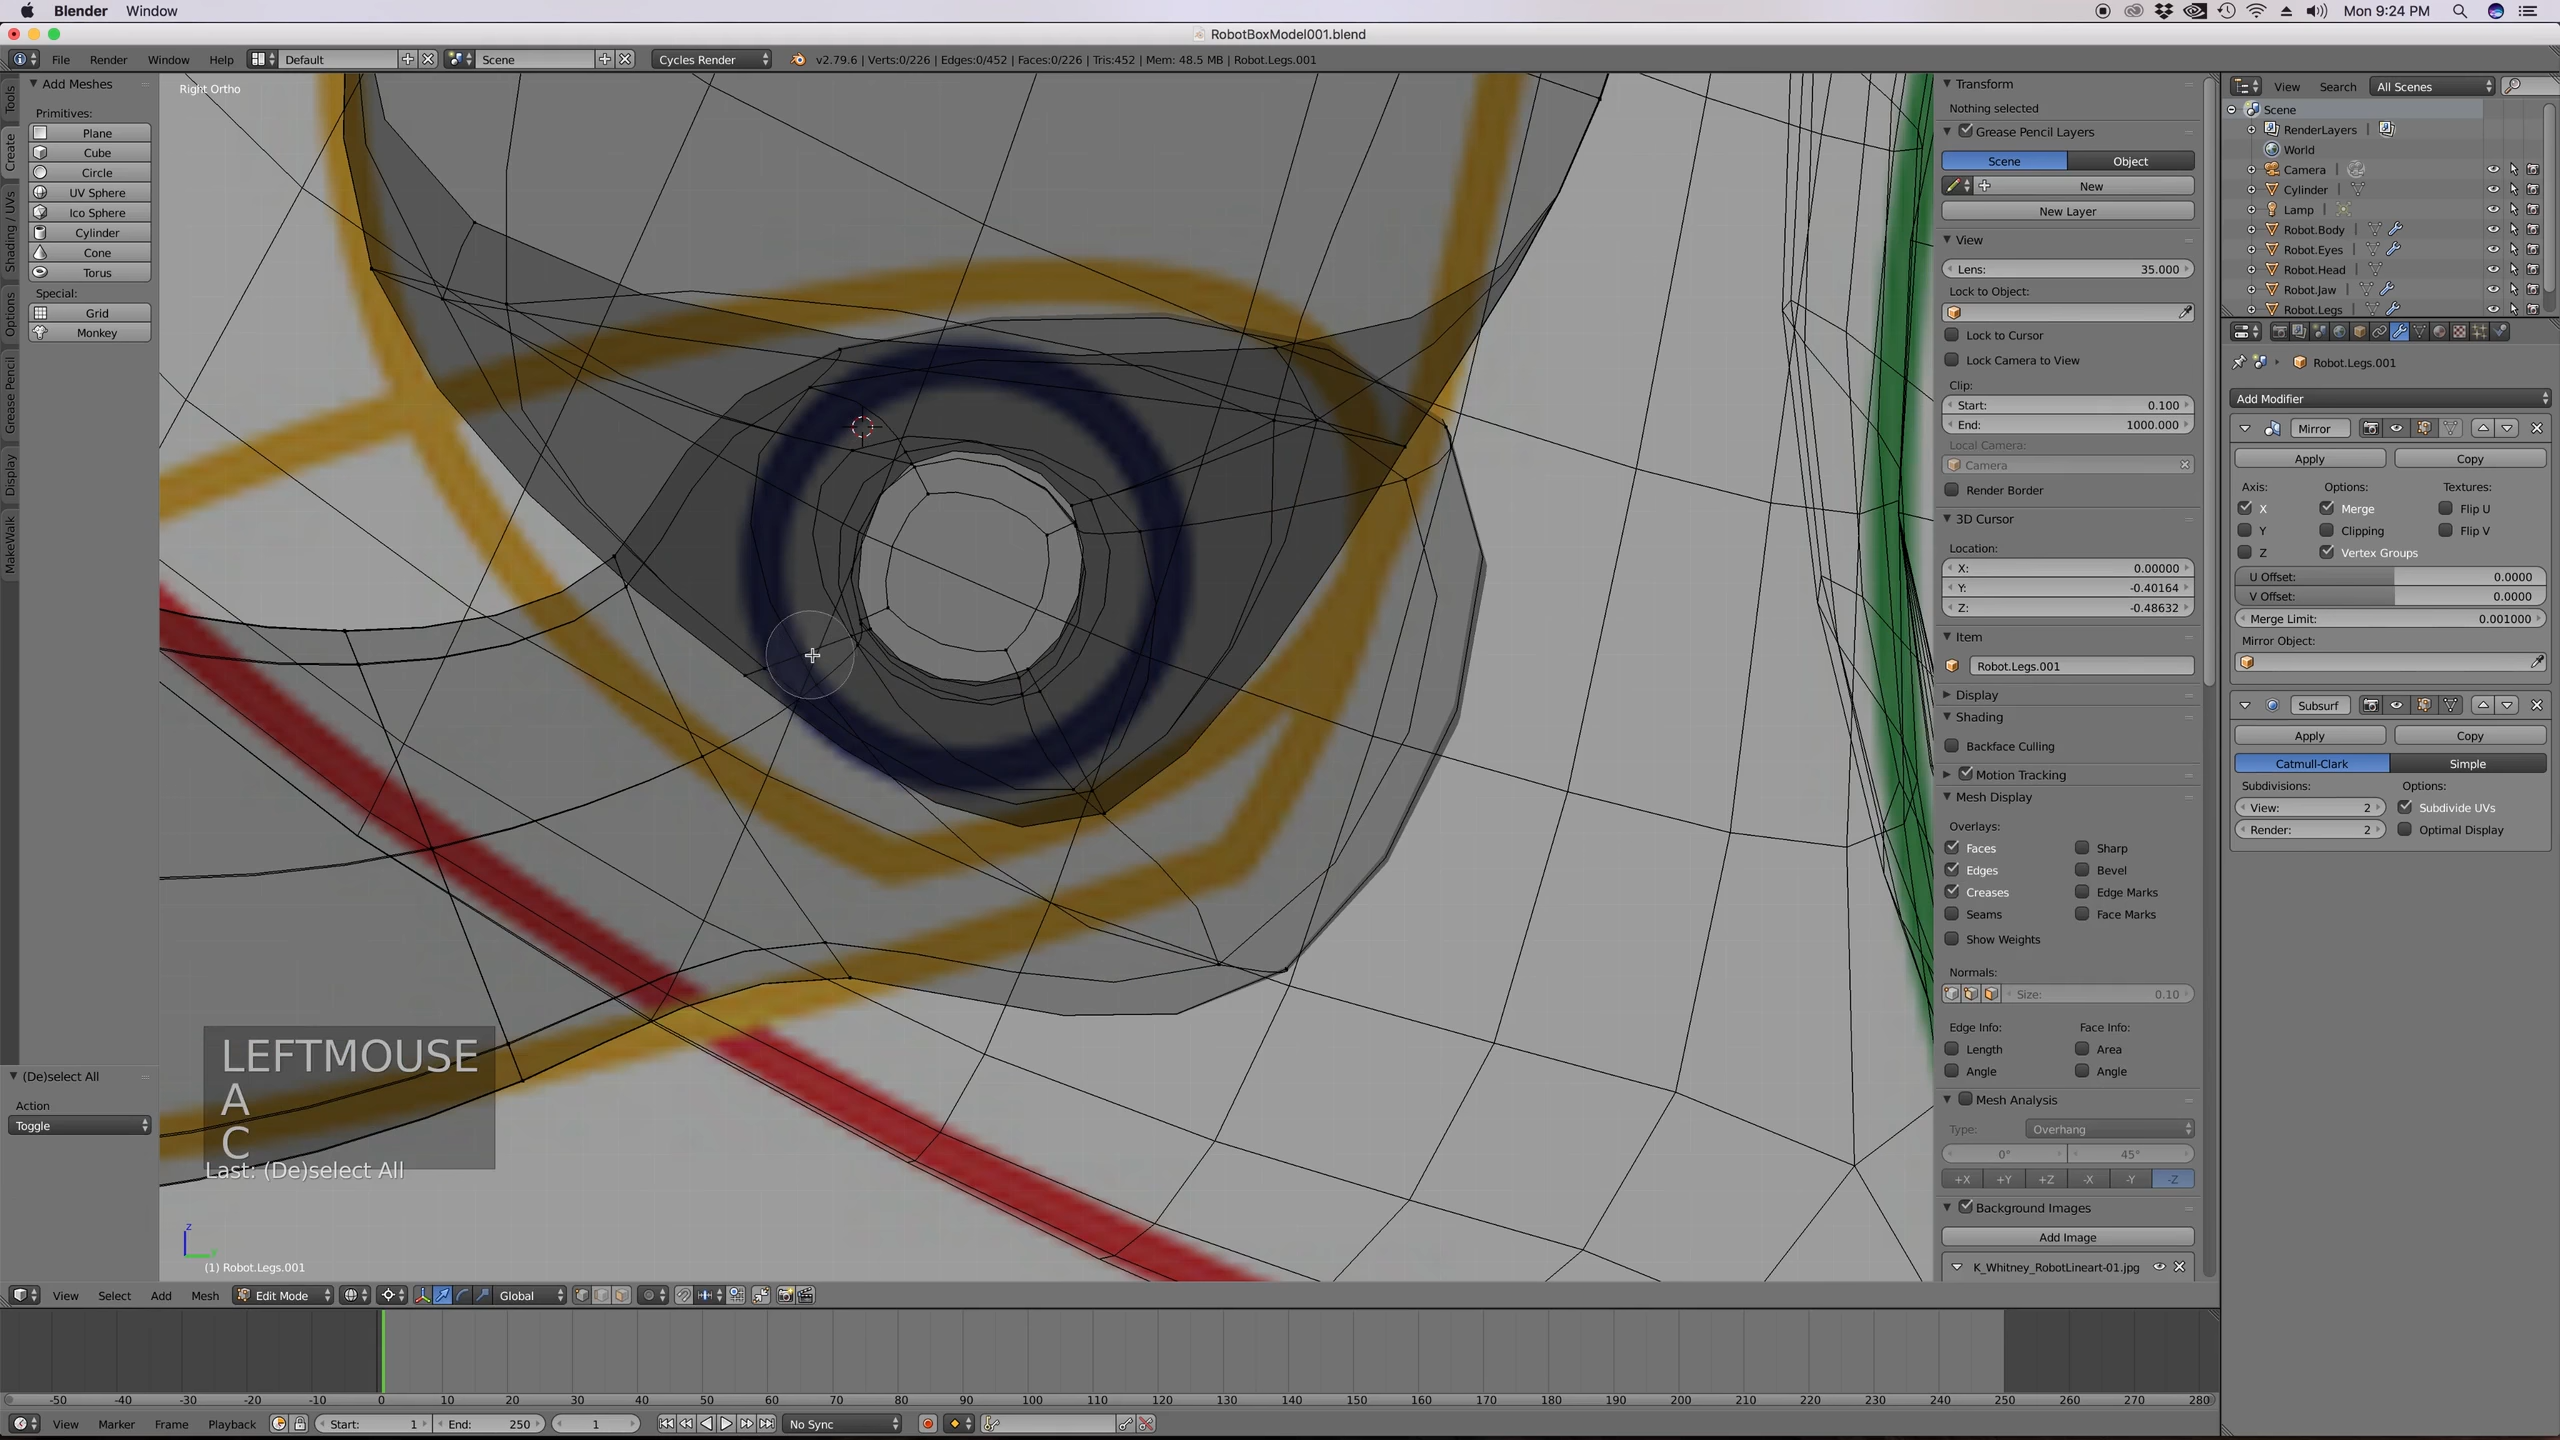 Blender Window Mon 9:24 PM
RobotBoxModel001.blend
File Render Window Help Default Scene Cycles Render v2.79.6 | Verts:0/226 | Edges:0/452 | Faces:0/226 | Tris:452 | Mem: 48.5 MB | Robot.Legs.001
Tools
Create
Shading / UVs
Options
Grease Pencil
Display
MakeWalk
Add Meshes
Primitives:
Plane
Cube
Circle
UV Sphere
Ico Sphere
Cylinder
Cone
Torus
Special:
Grid
Monkey
(De)select All
Action
Toggle
Right Ortho
LEFTMOUSE
A
C
Last: (De)select All
z
y
(1) Robot.Legs.001
Transform
Nothing selected
Grease Pencil Layers
Scene Object
New
New Layer
View
Lens: 35.000
Lock to Object:
Lock to Cursor
Lock Camera to View
Clip:
Start: 0.100
End: 1000.000
Local Camera:
Camera
Render Border
3D Cursor
Location:
X: 0.00000
Y: -0.40164
Z: -0.48632
Item
Robot.Legs.001
Display
Shading
Backface Culling
Motion Tracking
Mesh Display
Overlays:
Faces Sharp
Edges Bevel
Creases Edge Marks
Seams Face Marks
Show Weights
Normals:
Size: 0.10
Edge Info: Face Info:
Length Area
Angle Angle
Mesh Analysis
Type: Overhang
0° 45°
+X +Y +Z -X -Y -Z
Background Images
Add Image
K_Whitney_RobotLineart-01.jpg
View Search All Scenes
Scene
RenderLayers
World
Camera
Cylinder
Lamp
Robot.Body
Robot.Eyes
Robot.Head
Robot.Jaw
Robot.Legs
Robot.Legs.001
Add Modifier
Mirror
Apply Copy
Axis: Options: Textures:
X Merge Flip U
Y Clipping Flip V
Z Vertex Groups
U Offset: 0.0000
V Offset: 0.0000
Merge Limit: 0.001000
Mirror Object:
Subsurf
Apply Copy
Catmull-Clark Simple
Subdivisions: Options:
View: 2 Subdivide UVs
Render: 2 Optimal Display
View Select Add Mesh Edit Mode Global
-50 -40 -30 -20 -10 0 10 20 30 40 50 60 70 80 90 100 110 120 130 140 150 160 170 180 190 200 210 220 230 240 250 260 270 280
View Marker Frame Playback Start: 1 End: 250 1 No Sync